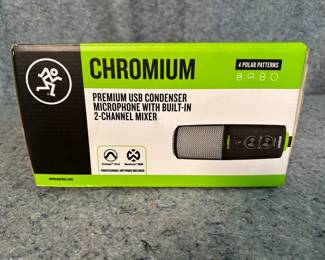 CHROMIUM
4 POLAR PATTERNS
PREMIUM USB CONDENSER
MICROPHONE WITH BUILT-IN
2-CHANNEL MIXER
PROFESSIONAL SOFTWARE INCLUDED